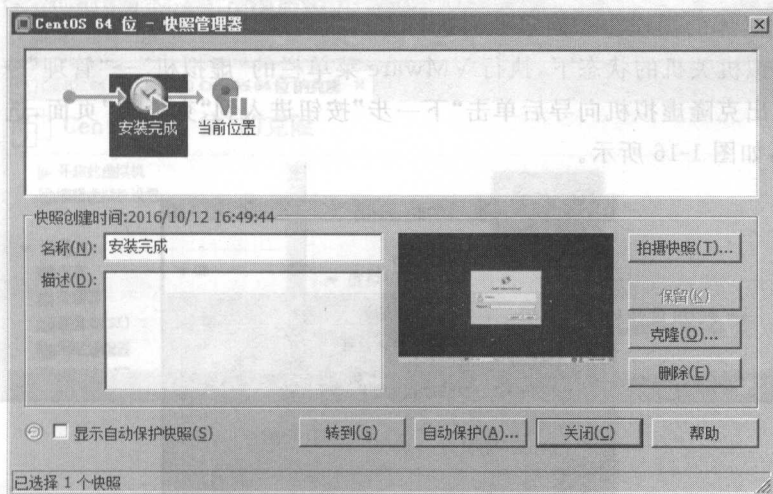 CentOS 64 位 - 快照管理器
安装完成
当前位置
快照创建时间:2016/10/12 16:49:44
名称(N): 安装完成
拍摄快照(T)...
描述(D):
保留(K)
克隆(O)...
删除(E)
显示自动保护快照(S)
转到(G)
自动保护(A)...
关闭(C)
帮助
已选择 1 个快照